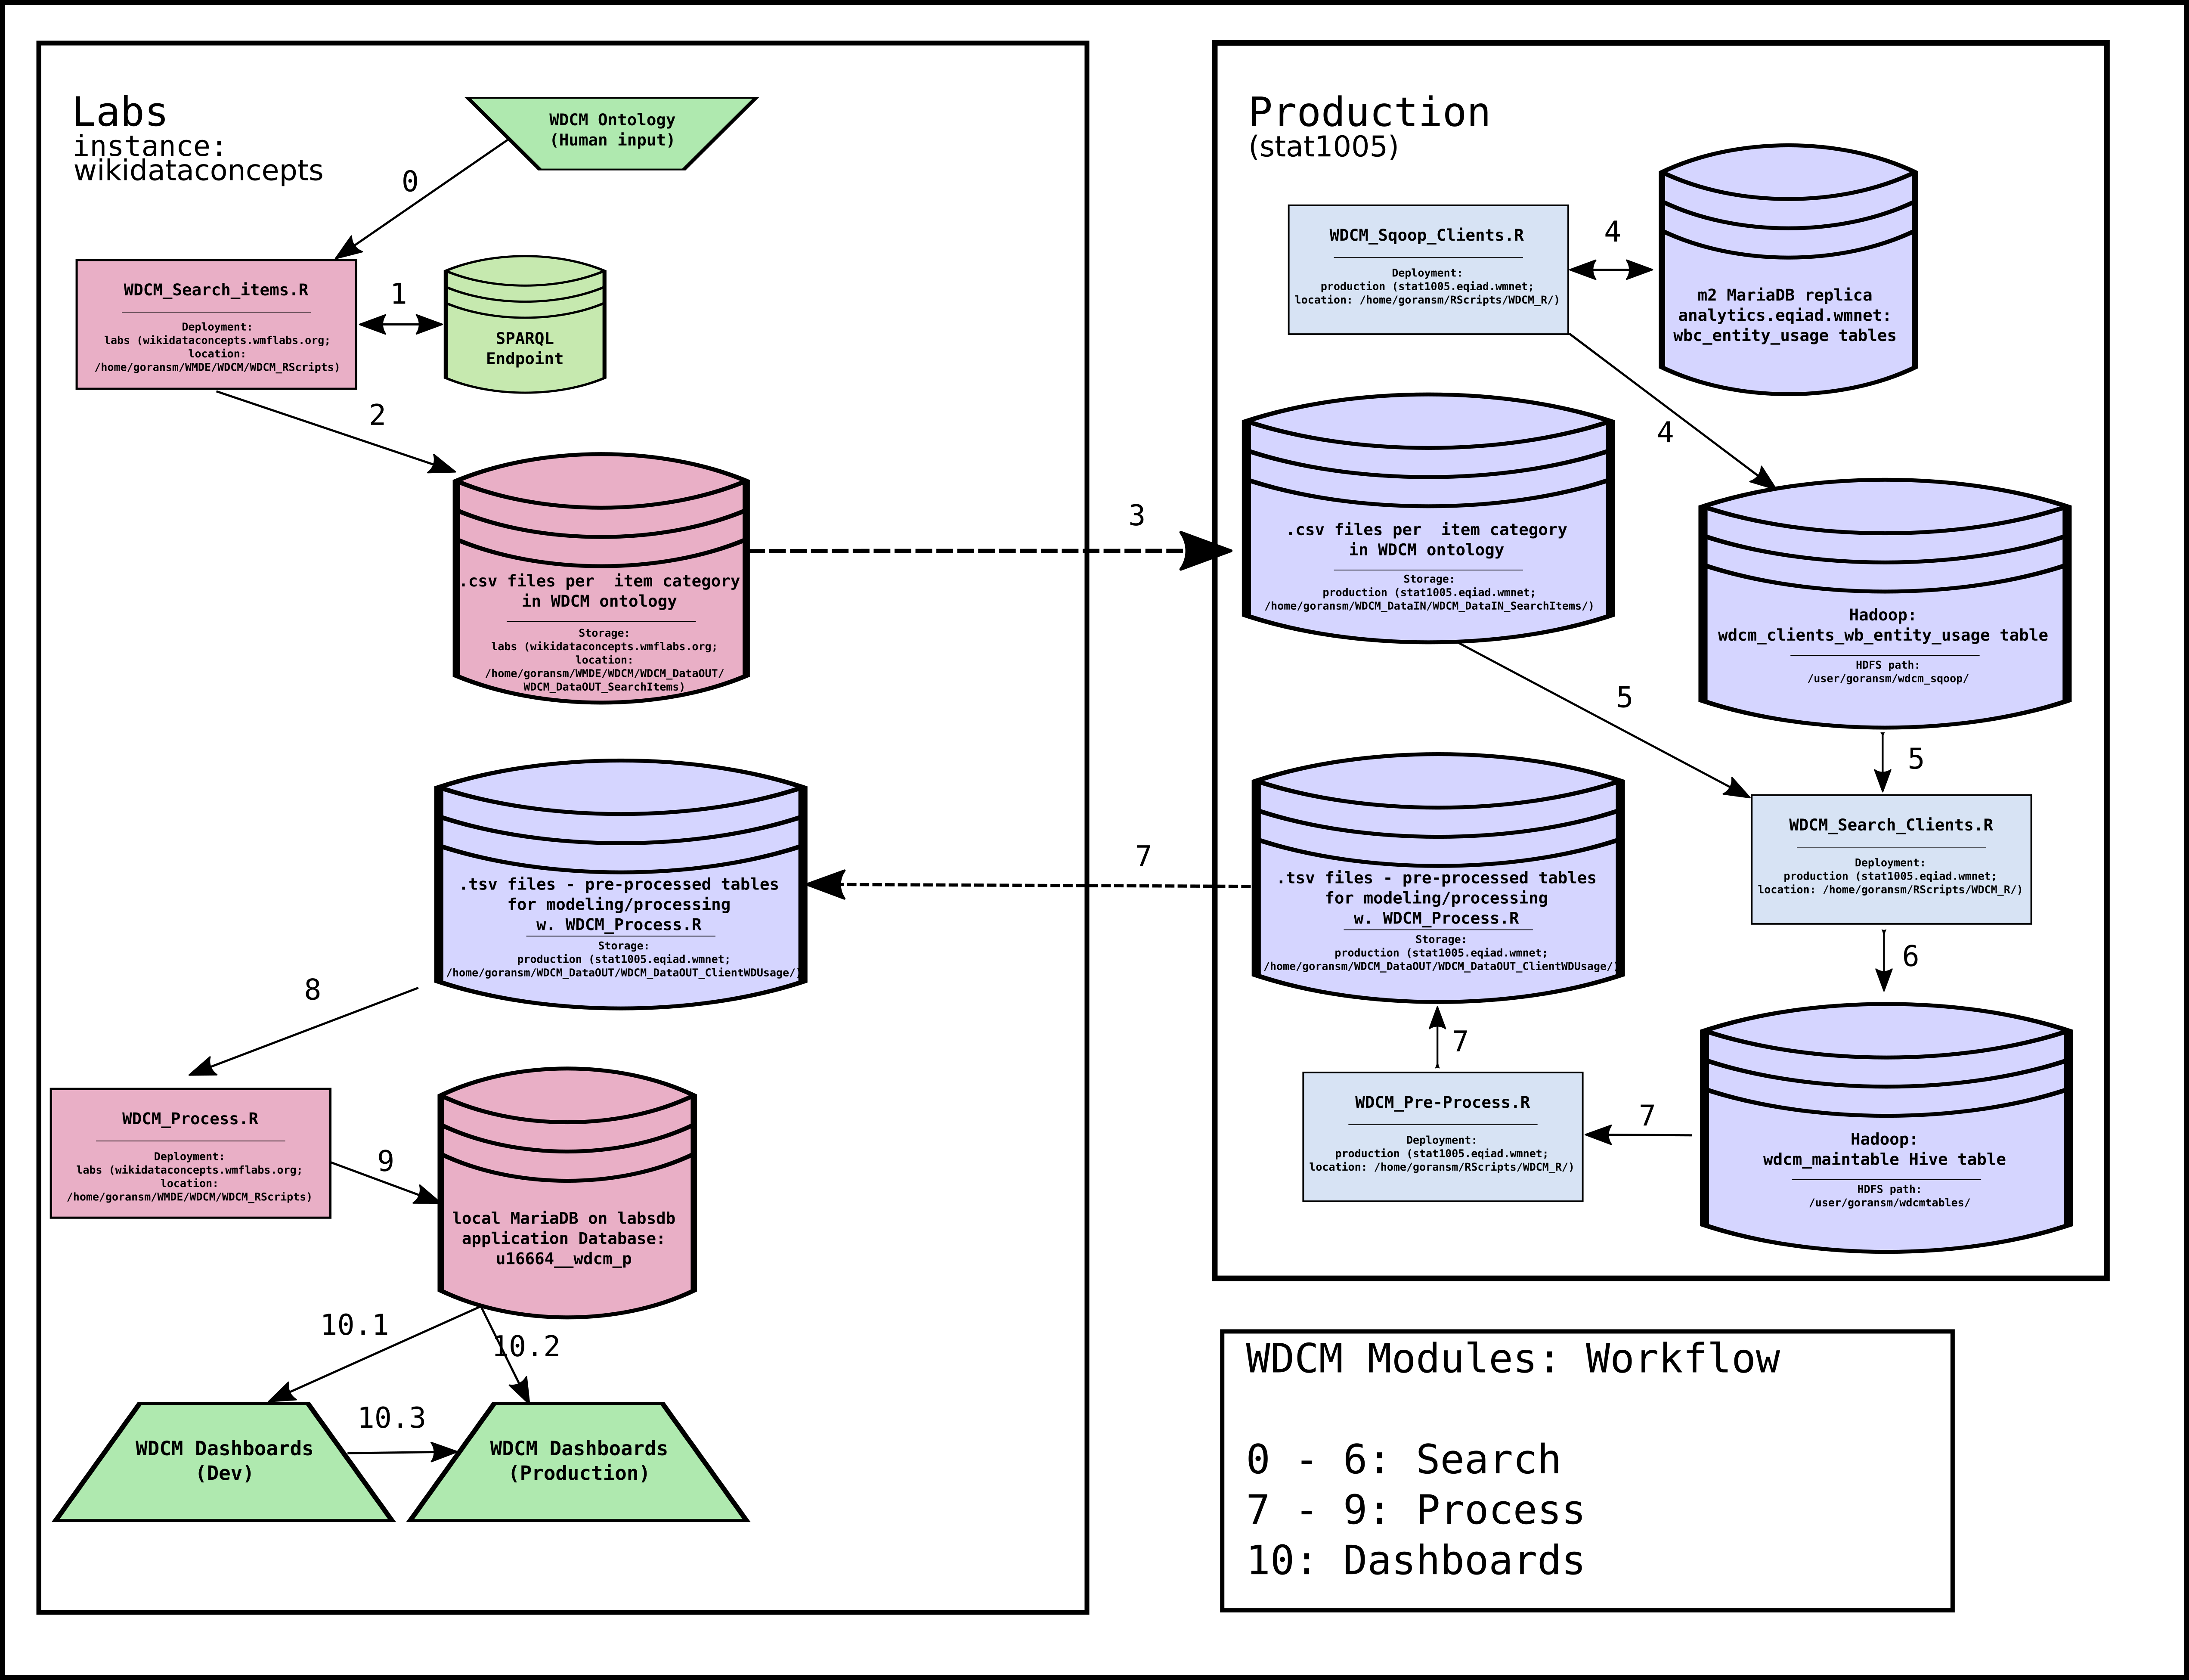 Labs
instance:
wikidataconcepts
WDCM Ontology
(Human input)
0
WDCM_Search_items.R
Deployment:
labs (wikidataconcepts.wmflabs.org;
location:
/home/goransm/WMDE/WDCM/WDCM_RScripts)
1
SPARQL
Endpoint
2
.csv files per  item category
in WDCM ontology
Storage:
labs (wikidataconcepts.wmflabs.org;
location:
/home/goransm/WMDE/WDCM/WDCM_DataOUT/
WDCM_DataOUT_SearchItems)
3
.tsv files - pre-processed tables
for modeling/processing
w. WDCM_Process.R
Storage:
production (stat1005.eqiad.wmnet;
/home/goransm/WDCM_DataOUT/WDCM_DataOUT_ClientWDUsage/)
7
8
WDCM_Process.R
Deployment:
labs (wikidataconcepts.wmflabs.org;
location:
/home/goransm/WMDE/WDCM/WDCM_RScripts)
9
local MariaDB on labsdb
application Database:
u16664__wdcm_p
10.1
10.2
10.3
WDCM Dashboards
(Dev)
WDCM Dashboards
(Production)
Production
(stat1005)
WDCM_Sqoop_Clients.R
Deployment:
production (stat1005.eqiad.wmnet;
location: /home/goransm/RScripts/WDCM_R/)
4
m2 MariaDB replica
analytics.eqiad.wmnet:
wbc_entity_usage tables
4
.csv files per  item category
in WDCM ontology
Storage:
production (stat1005.eqiad.wmnet;
/home/goransm/WDCM_DataIN/WDCM_DataIN_SearchItems/)
Hadoop:
wdcm_clients_wb_entity_usage table
HDFS path:
/user/goransm/wdcm_sqoop/
5
5
WDCM_Search_Clients.R
Deployment:
production (stat1005.eqiad.wmnet;
location: /home/goransm/RScripts/WDCM_R/)
6
.tsv files - pre-processed tables
for modeling/processing
w. WDCM_Process.R
Storage:
production (stat1005.eqiad.wmnet;
/home/goransm/WDCM_DataOUT/WDCM_DataOUT_ClientWDUsage/)
7
WDCM_Pre-Process.R
Deployment:
production (stat1005.eqiad.wmnet;
location: /home/goransm/RScripts/WDCM_R/)
7
Hadoop:
wdcm_maintable Hive table
HDFS path:
/user/goransm/wdcmtables/
WDCM Modules: Workflow
0 - 6: Search
7 - 9: Process
10: Dashboards